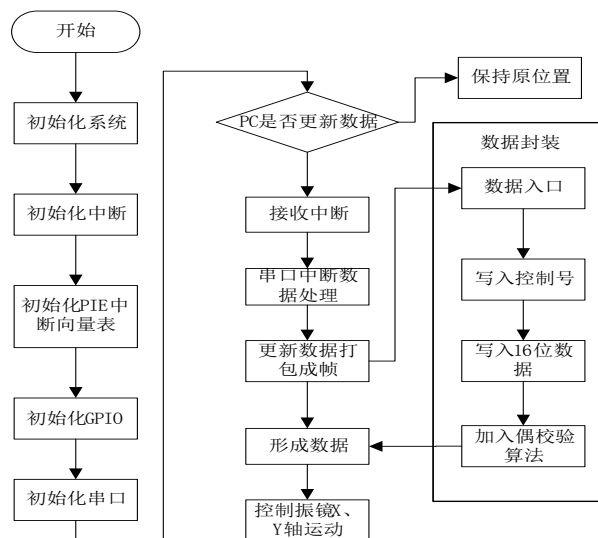 开始
初始化系统
初始化中断
初始化PIE中
断向量表
初始化GPIO
初始化串口
PC是否更新数据
保持原位置
接收中断
串口中断数
据处理
更新数据打
包成帧
形成数据
控制振镜X、
Y轴运动
数据封装
数据入口
写入控制号
写入16位数
据
加入偶校验
算法